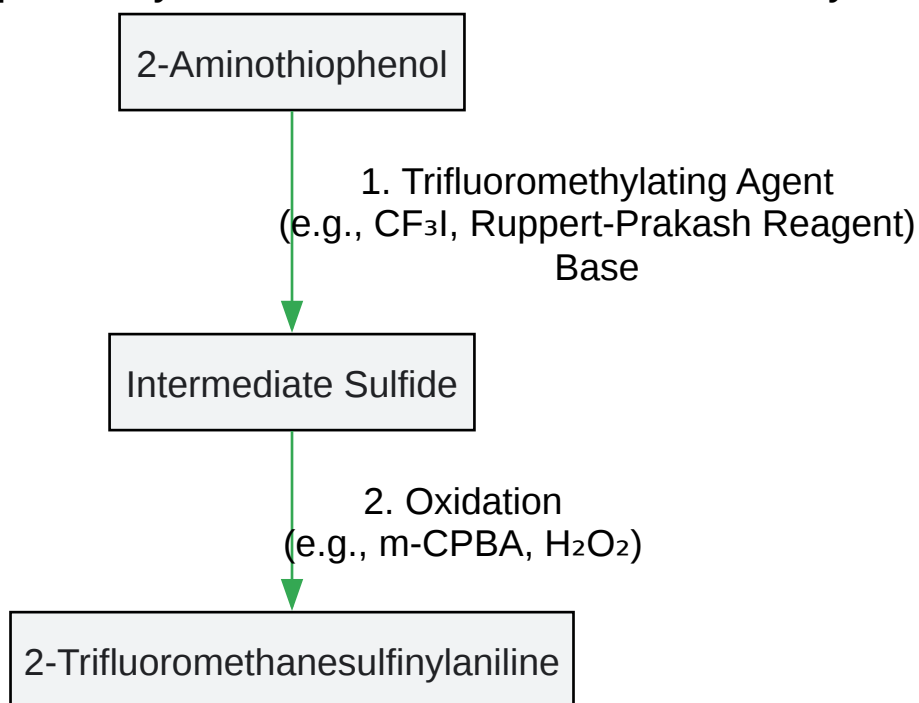 2-Aminothiophenol
1. Trifluoromethylating Agent
(e.g., CF₃I, Ruppert-Prakash Reagent)
Base
Intermediate Sulfide
2. Oxidation
(e.g., m-CPBA, H₂O₂)
2-Trifluoromethanesulfinylaniline